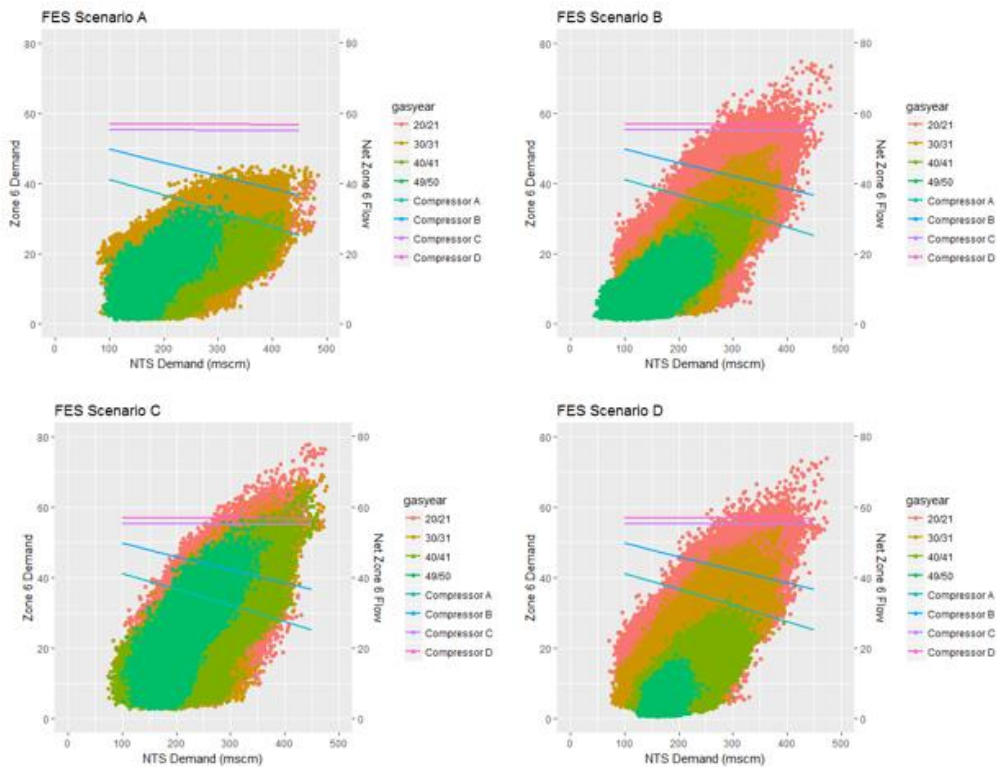 FES Scenario A
80
60
40
20
0
Zone 6 Demand
0
100
200
300
400
500
NTS Demand (mscm)
80
60
40
20
0
Net Zone 6 Flow
gasyear
20/21
30/31
40/41
49/50
Compressor A
Compressor B
Compressor C
Compressor D
FES Scenario B
80
60
40
20
0
Zone 6 Demand
0
100
200
300
400
500
NTS Demand (mscm)
80
60
40
20
0
Net Zone 6 Flow
gasyear
20/21
30/31
40/41
49/50
Compressor A
Compressor B
Compressor C
Compressor D
FES Scenario C
80
60
40
20
0
Zone 6 Demand
0
100
200
300
400
500
NTS Demand (mscm)
80
60
40
20
0
Net Zone 6 Flow
gasyear
20/21
30/31
40/41
49/50
Compressor A
Compressor B
Compressor C
Compressor D
FES Scenario D
80
60
40
20
0
Zone 6 Demand
0
100
200
300
400
500
NTS Demand (mscm)
80
60
40
20
0
Net Zone 6 Flow
gasyear
20/21
30/31
40/41
49/50
Compressor A
Compressor B
Compressor C
Compressor D